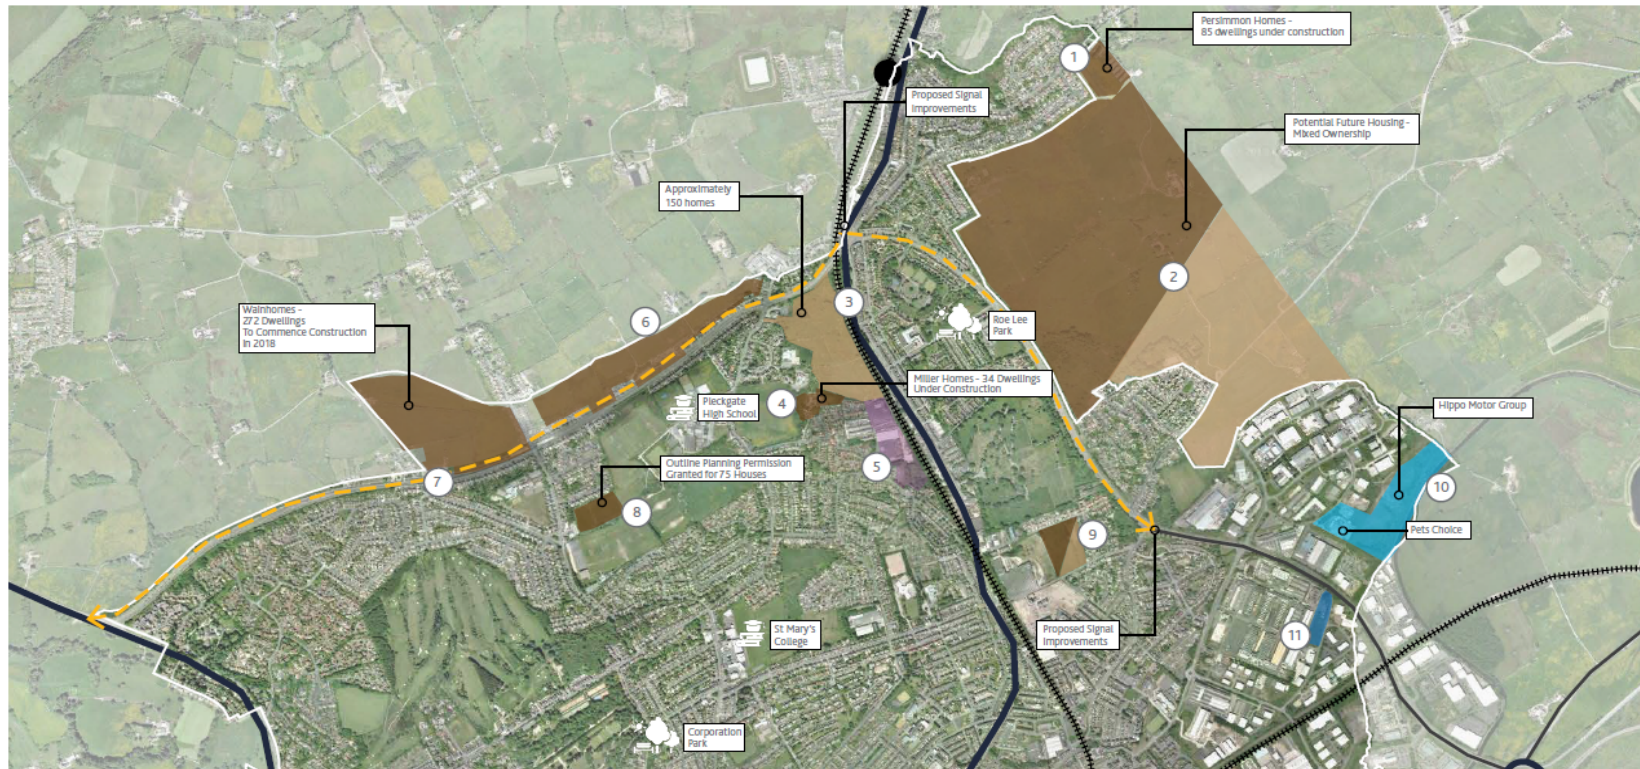 Persimmon Homes -
85 dwellings under construction
1
Proposed Signal
Improvements
Potential Future Housing -
Mixed Ownership
Approximately
150 homes
2
3
6
Wainhomes -
272 Dwellings
To Commence Construction
in 2018
Roe Lee
Park
Miller Homes - 34 Dwellings
Under Construction
Pleckgate
High School
4
Hippo Motor Group
Outline Planning Permission
Granted for 75 Houses
5
7
10
8
9
Pets Choice
St Mary's
College
Proposed Signal
Improvements
11
Corporation
Park